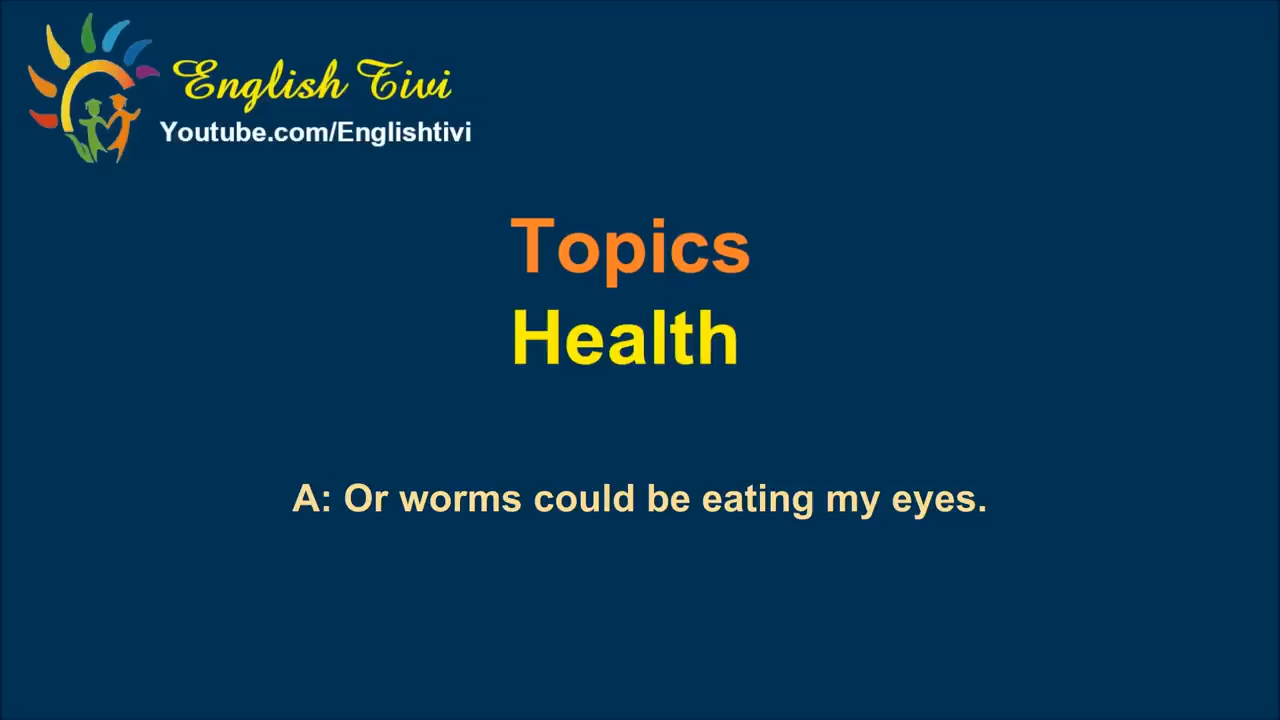 English Tivi
Youtube.com/Englishtivi
Topics
Health
A: Or worms could be eating my eyes.